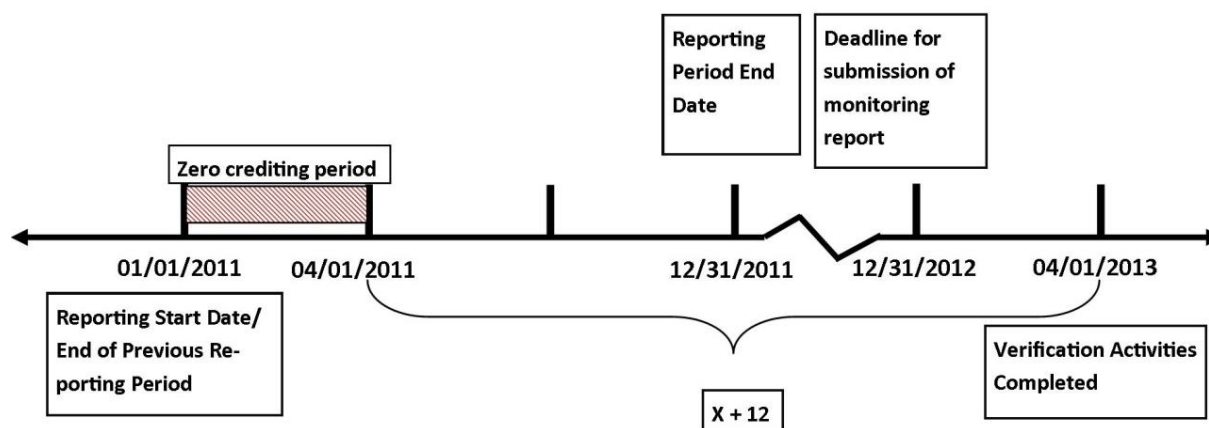 Reporting
Period End
Date
Deadline for
submission of
monitoring
report
Zero crediting period
01/01/2011
04/01/2011
12/31/2011
12/31/2012
04/01/2013
Reporting Start Date/
End of Previous Re-
porting Period
Verification Activities
Completed
X + 12